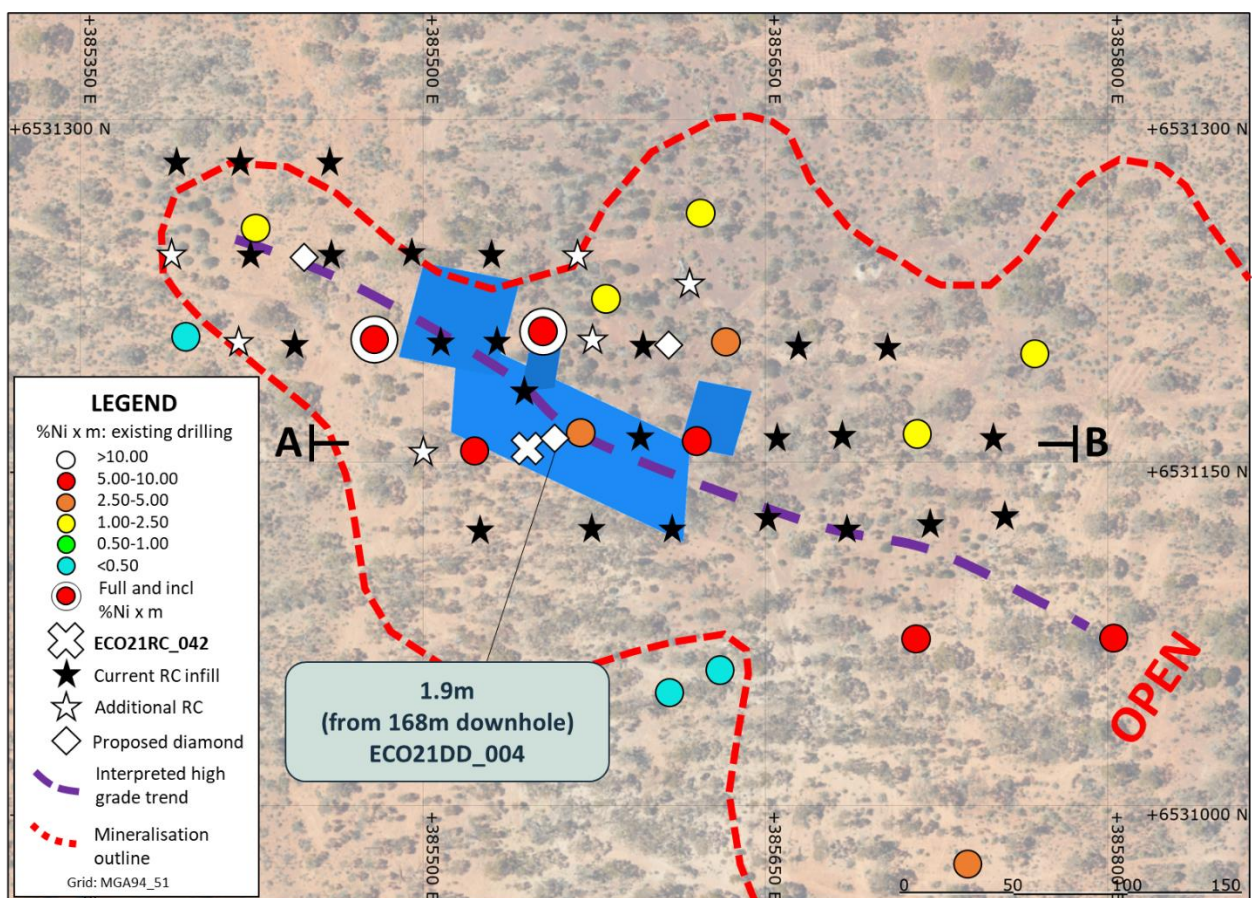 +385350 E
+385500 E
+385650 E
+385800 E
+6531300 N
+6531300 N
A
B
+6531150 N
LEGEND
%Ni x m: existing drilling
>10.00
5.00-10.00
2.50-5.00
1.00-2.50
0.50-1.00
<0.50
Full and incl
%Ni x m
ECO21RC_042
Current RC infill
Additional RC
Proposed diamond
Interpreted high
grade trend
Mineralisation
outline
Grid: MGA94_51
1.9m
(from 168m downhole)
ECO21DD_004
OPEN
+6531000 N
+385500 E
+385650 E
+385800 E
0 50 100 150